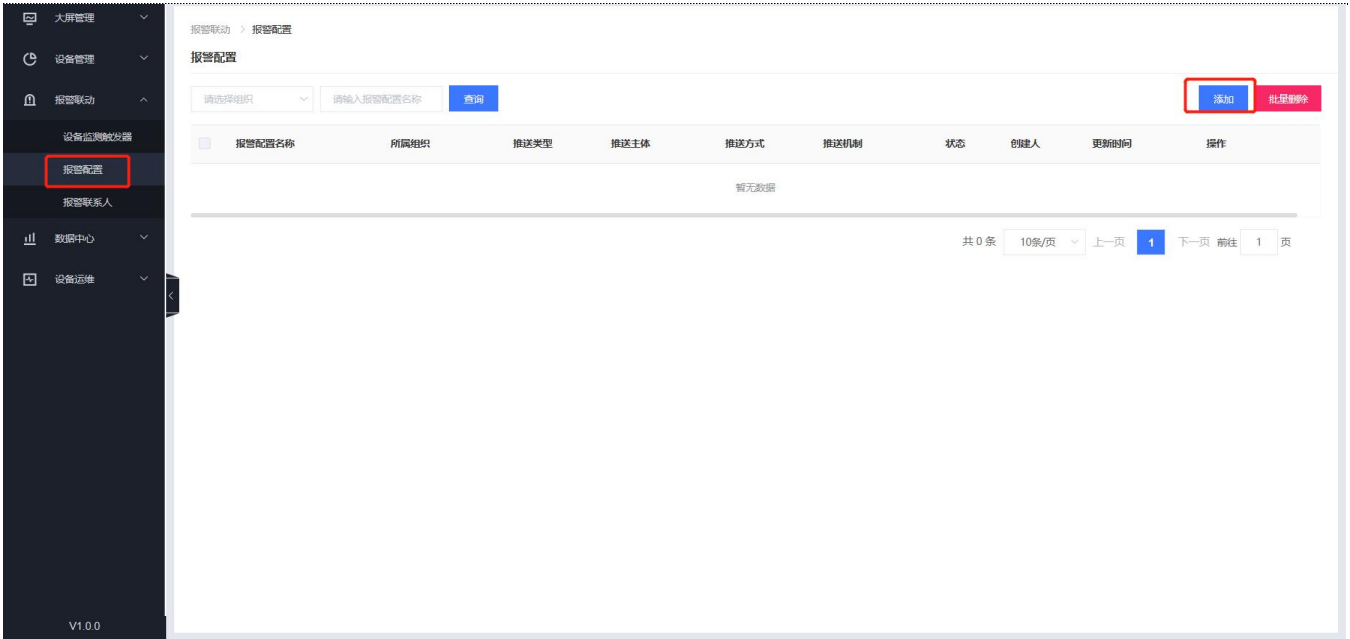 大屏管理
设备管理
报警联动
设备监测触发器
报警配置
报警联系人
数据中心
设备运维
V1.0.0
报警联动 > 报警配置
报警配置
请选择组织 请输入报警配置名称 查询 添加 批量删除
报警配置名称 所属组织 推送类型 推送主体 推送方式 推送机制 状态 创建人 更新时间 操作
暂无数据
共 0 条 10条/页 上一页 1 下一页 前往 1 页